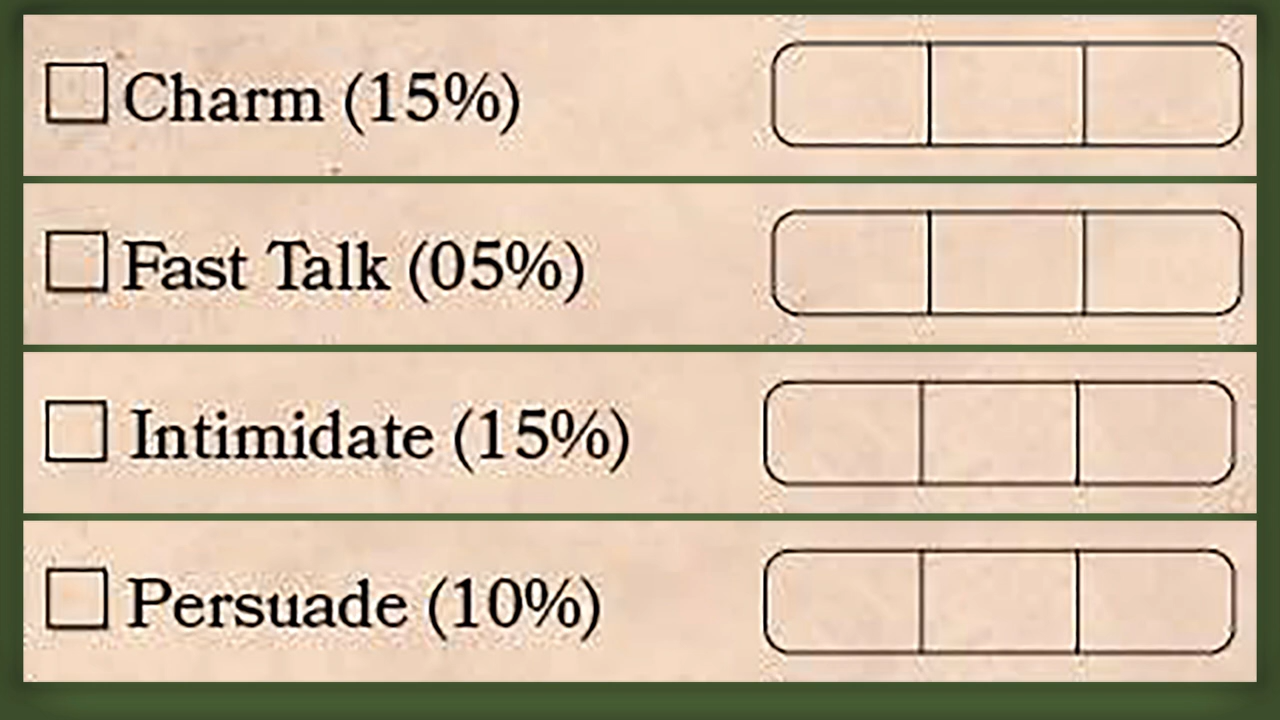 Charm (15%)
Fast Talk (05%)
Intimidate (15%)
Persuade (10%)